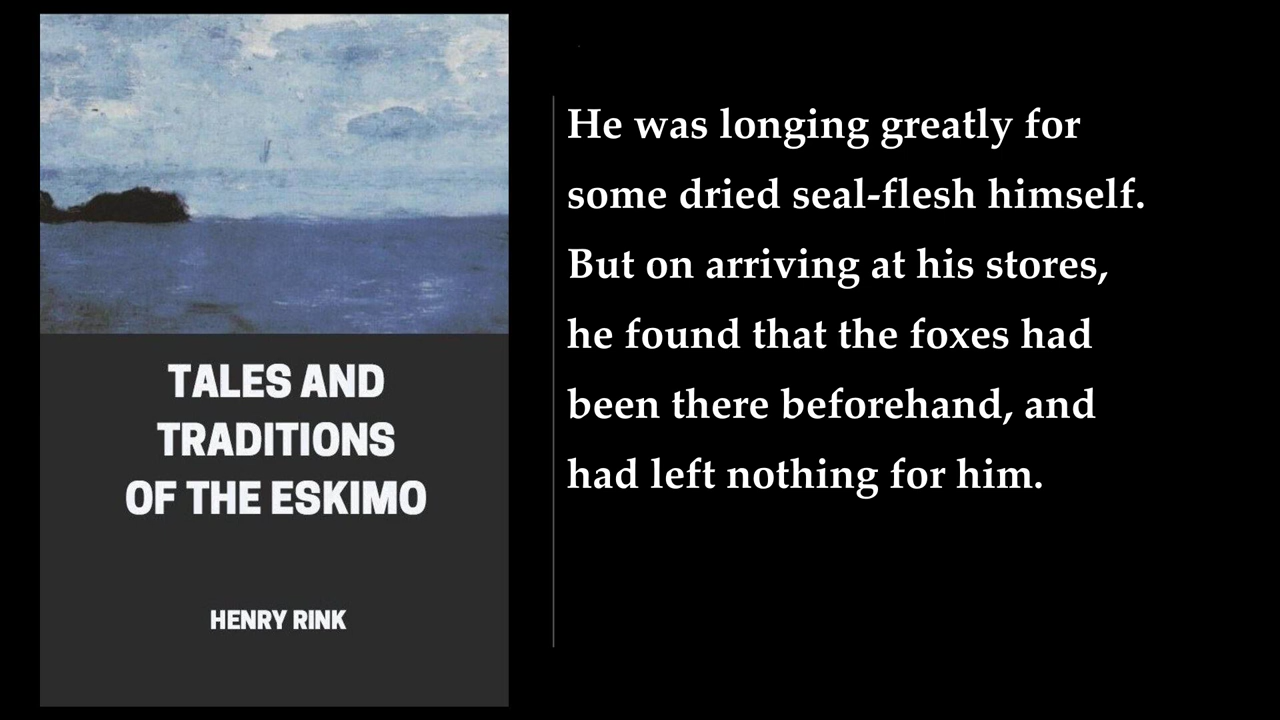 TALES AND
TRADITIONS
OF THE ESKIMO
HENRY RINK
He was longing greatly for
some dried seal-flesh himself.
But on arriving at his stores,
he found that the foxes had
been there beforehand, and
had left nothing for him.